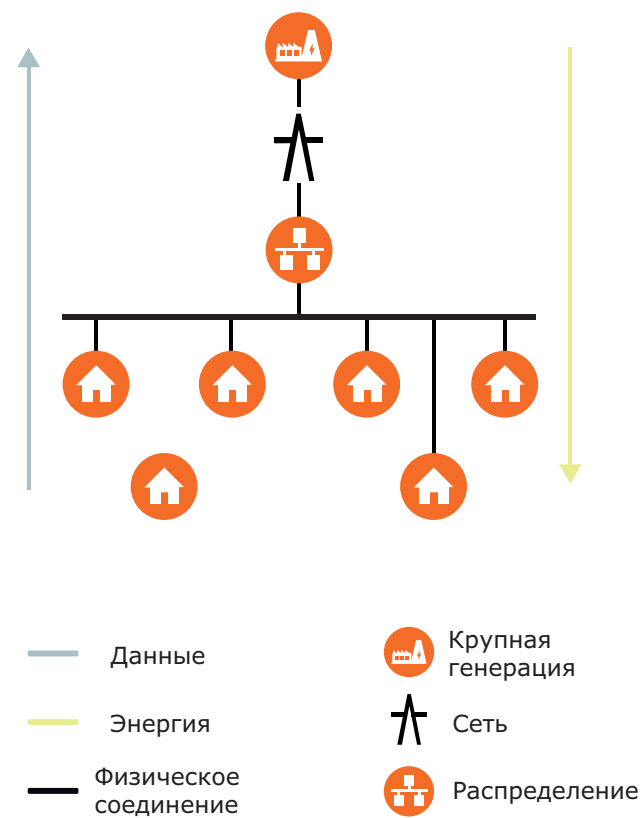 Данные
Энергия
Физическое
соединение
Крупная
генерация
Сеть
Распределение